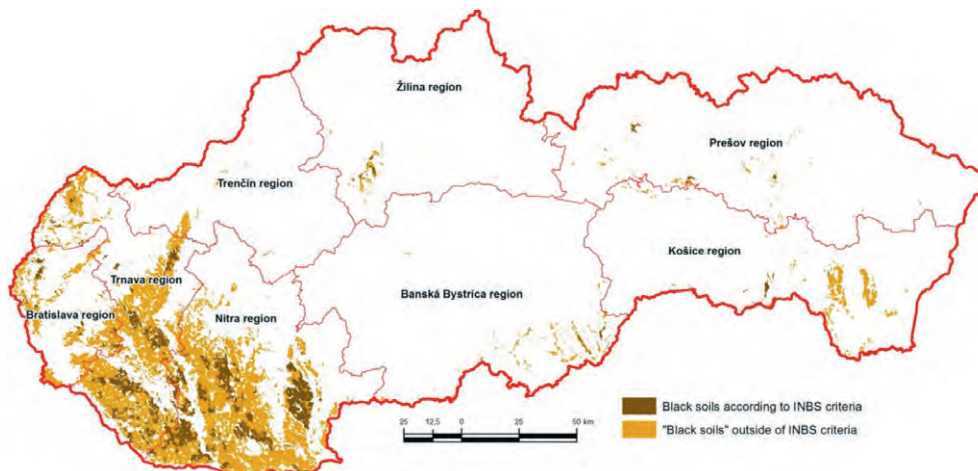 Žilina region
Prešov region
Trenčín region
Košice region
Trnava region
Banská Bystrica region
Bratislava region
Nitra region
Black soils according to INBS criteria
"Black soils" outside of INBS criteria
25 12,5 0 25 50 km